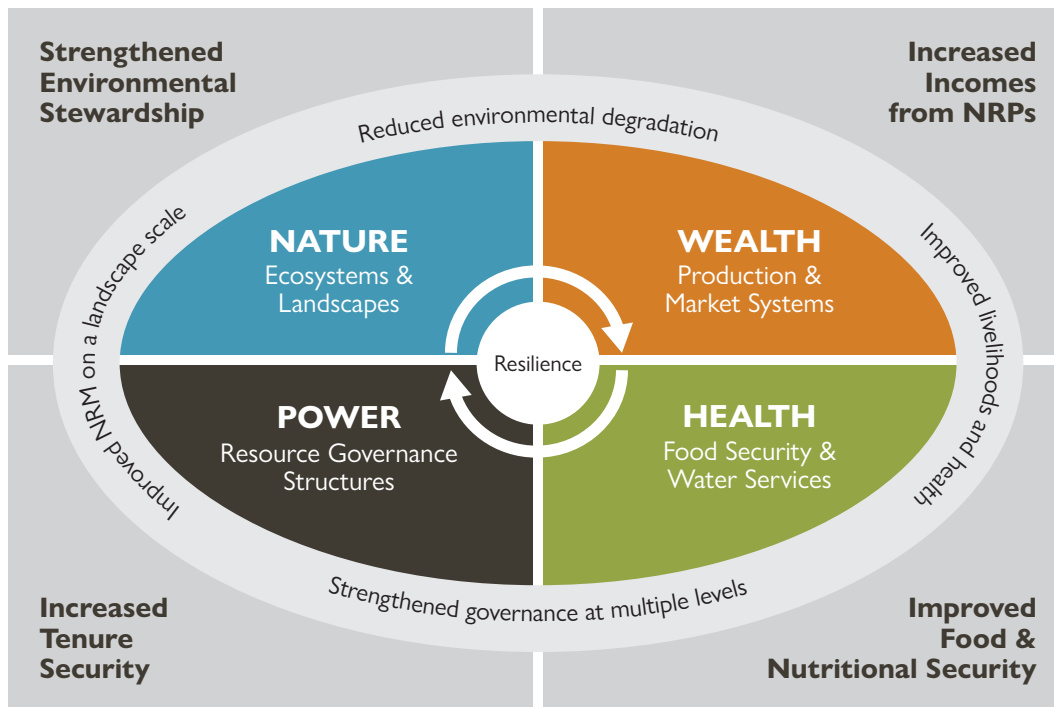 Strengthened
Environmental
Stewardship
Increased
Incomes
from NRPs
Reduced environmental degradation
Improved NRM on a landscape scale
Improved livelihoods and health
NATURE
Ecosystems &
Landscapes
WEALTH
Production &
Market Systems
Resilience
POWER
Resource Governance
Structures
HEALTH
Food Security &
Water Services
Strengthened governance at multiple levels
Increased
Tenure
Security
Improved
Food &
Nutritional Security